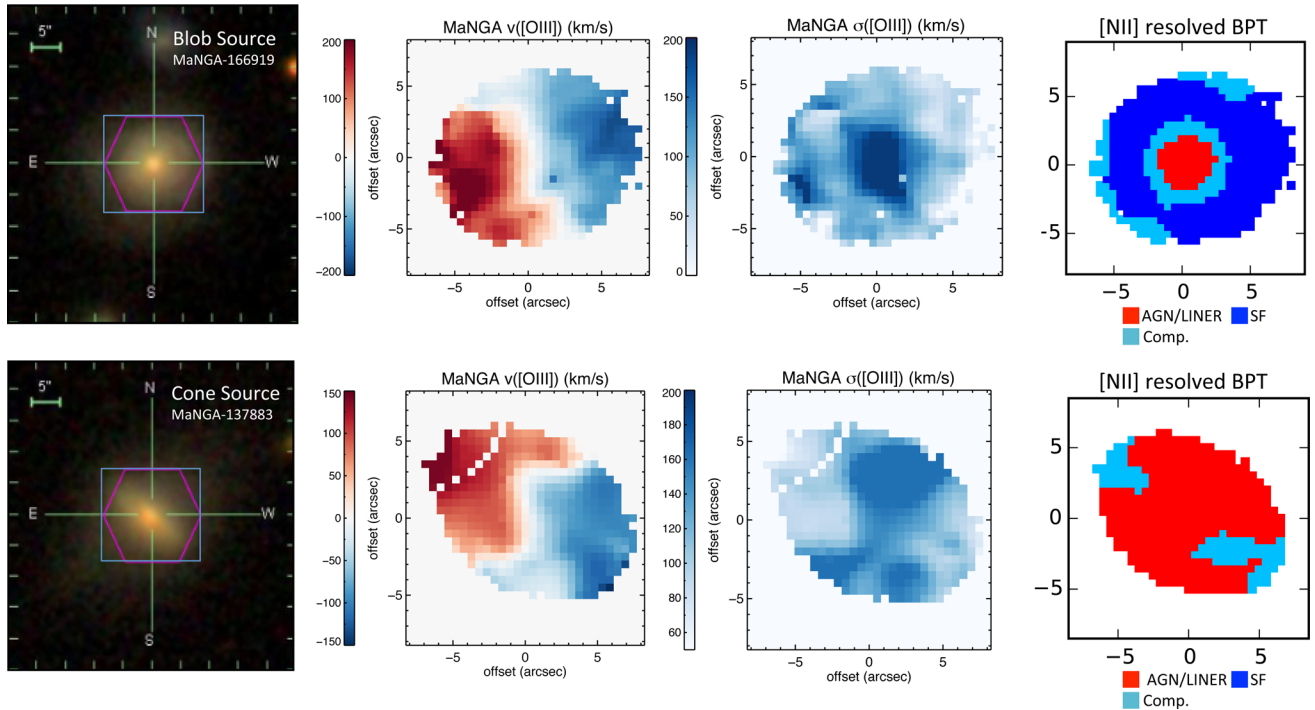 Blob Source
MaNGA-166919
5"
N
E
W
S
MaNGA v([OIII]) (km/s)
200
100
0
−100
−200
offset (arcsec)
5
0
−5
−5
0
5
offset (arcsec)
MaNGA σ([OIII]) (km/s)
200
150
100
50
0
offset (arcsec)
5
0
−5
−5
0
5
offset (arcsec)
[NII] resolved BPT
5
0
-5
−5
0
5
AGN/LINER
SF
Comp.
Cone Source
MaNGA-137883
5"
N
E
W
S
MaNGA v([OIII]) (km/s)
150
100
50
0
−50
−100
−150
offset (arcsec)
5
0
−5
−5
0
5
offset (arcsec)
MaNGA σ([OIII]) (km/s)
200
180
160
140
120
100
80
60
offset (arcsec)
5
0
−5
−5
0
5
offset (arcsec)
[NII] resolved BPT
5
0
−5
−5
0
5
AGN/LINER
SF
Comp.